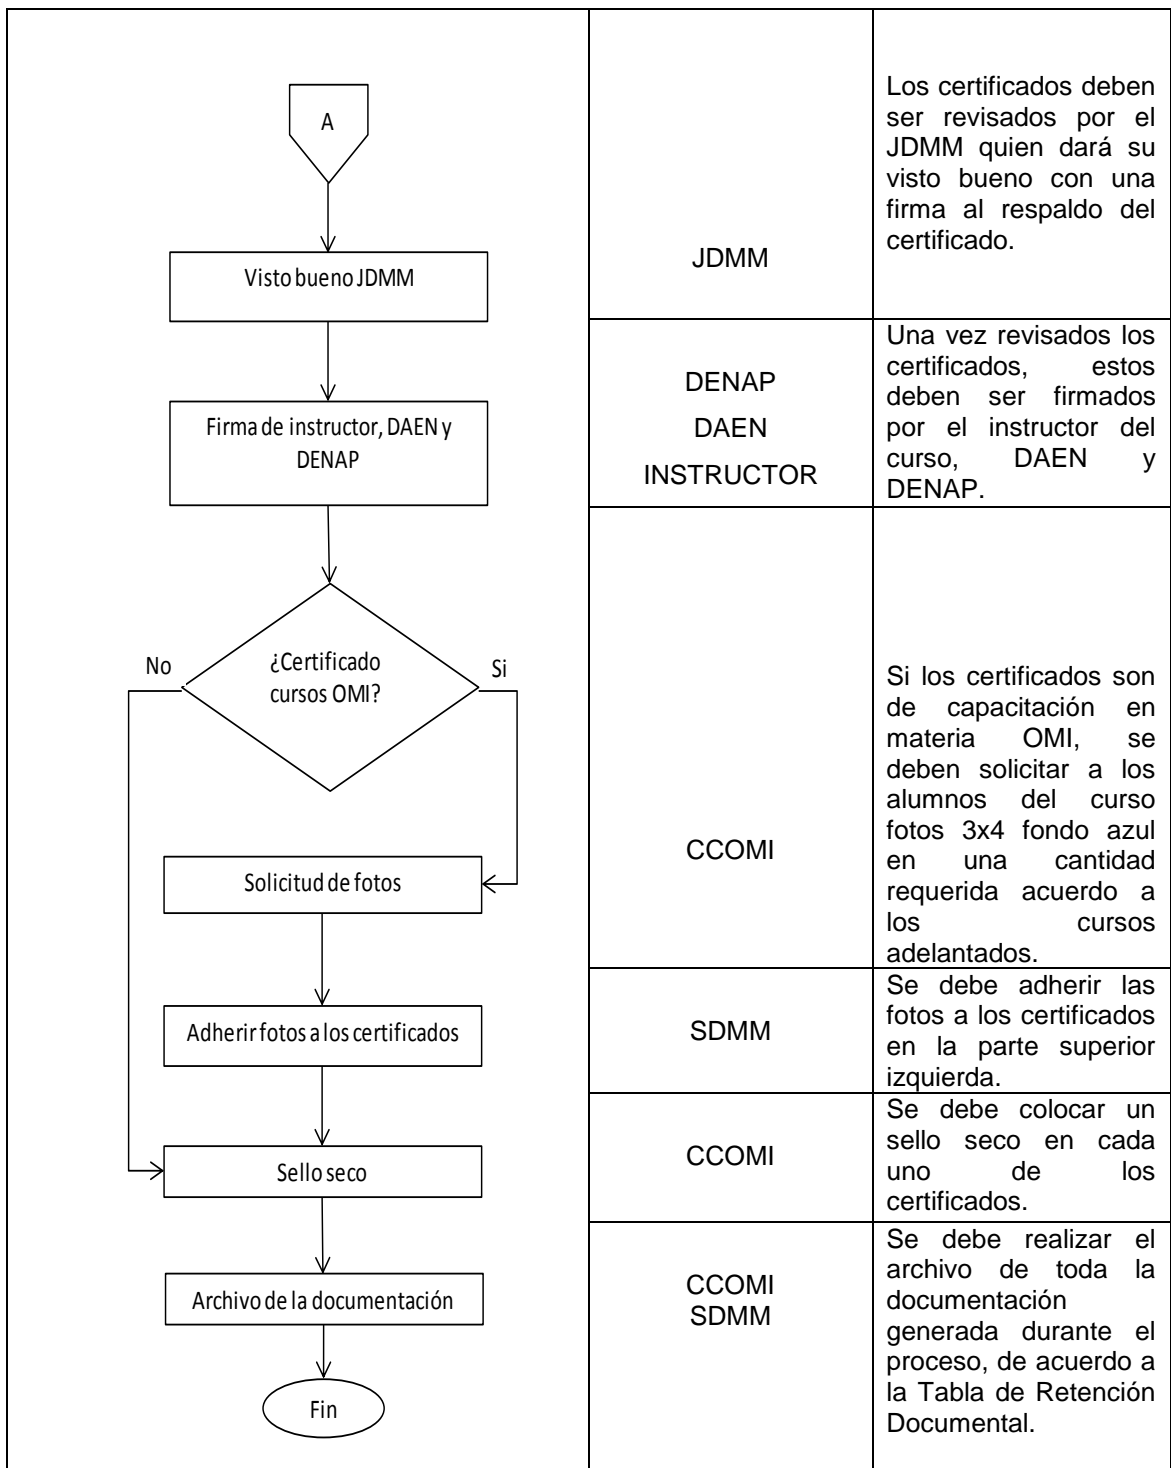 A
Visto bueno JDMM
JDMM
Los certificados deben
ser revisados por el
JDMM quien dará su
visto bueno con una
firma al respaldo del
certificado.
Firma de instructor, DAEN y
DENAP
DENAP
DAEN
INSTRUCTOR
Una vez revisados los
certificados, estos
deben ser firmados
por el instructor del
curso, DAEN y
DENAP.
¿Certificado
cursos OMI?
No
Si
Solicitud de fotos
CCOMI
Si los certificados son
de capacitación en
materia OMI, se
deben solicitar a los
alumnos del curso
fotos 3x4 fondo azul
en una cantidad
requerida acuerdo a
los cursos
adelantados.
Adherir fotos a los certificados
SDMM
Se debe adherir las
fotos a los certificados
en la parte superior
izquierda.
Sello seco
CCOMI
Se debe colocar un
sello seco en cada
uno de los
certificados.
Archivo de la documentación
CCOMI
SDMM
Se debe realizar el
archivo de toda la
documentación
generada durante el
proceso, de acuerdo a
la Tabla de Retención
Documental.
Fin